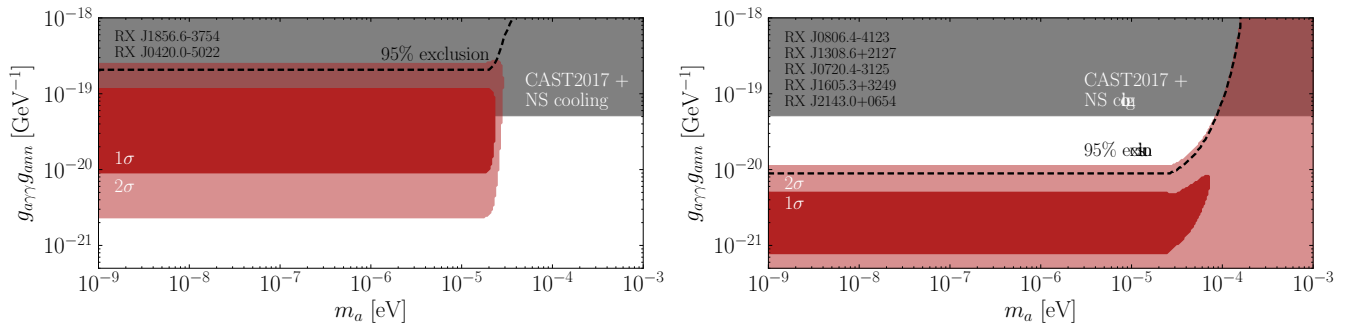 10⁻¹⁸
10⁻¹⁹
10⁻²⁰
10⁻²¹
g_{aγγ}g_{ann} [GeV⁻¹]
RX J1856.6-3754
RX J0420.0-5022
95% exclusion
CAST2017 +
NS cooling
1σ
2σ
10⁻⁹ 10⁻⁸ 10⁻⁷ 10⁻⁶ 10⁻⁵ 10⁻⁴ 10⁻³
m_a [eV]
10⁻¹⁸
10⁻¹⁹
10⁻²⁰
10⁻²¹
g_{aγγ}g_{ann} [GeV⁻¹]
RX J0806.4-4123
RX J1308.6+2127
RX J0720.4-3125
RX J1605.3+3249
RX J2143.0+0654
CAST2017 +
NS
95%
2σ
1σ
10⁻⁹ 10⁻⁸ 10⁻⁷ 10⁻⁶ 10⁻⁵ 10⁻⁴ 10⁻³
m_a [eV]